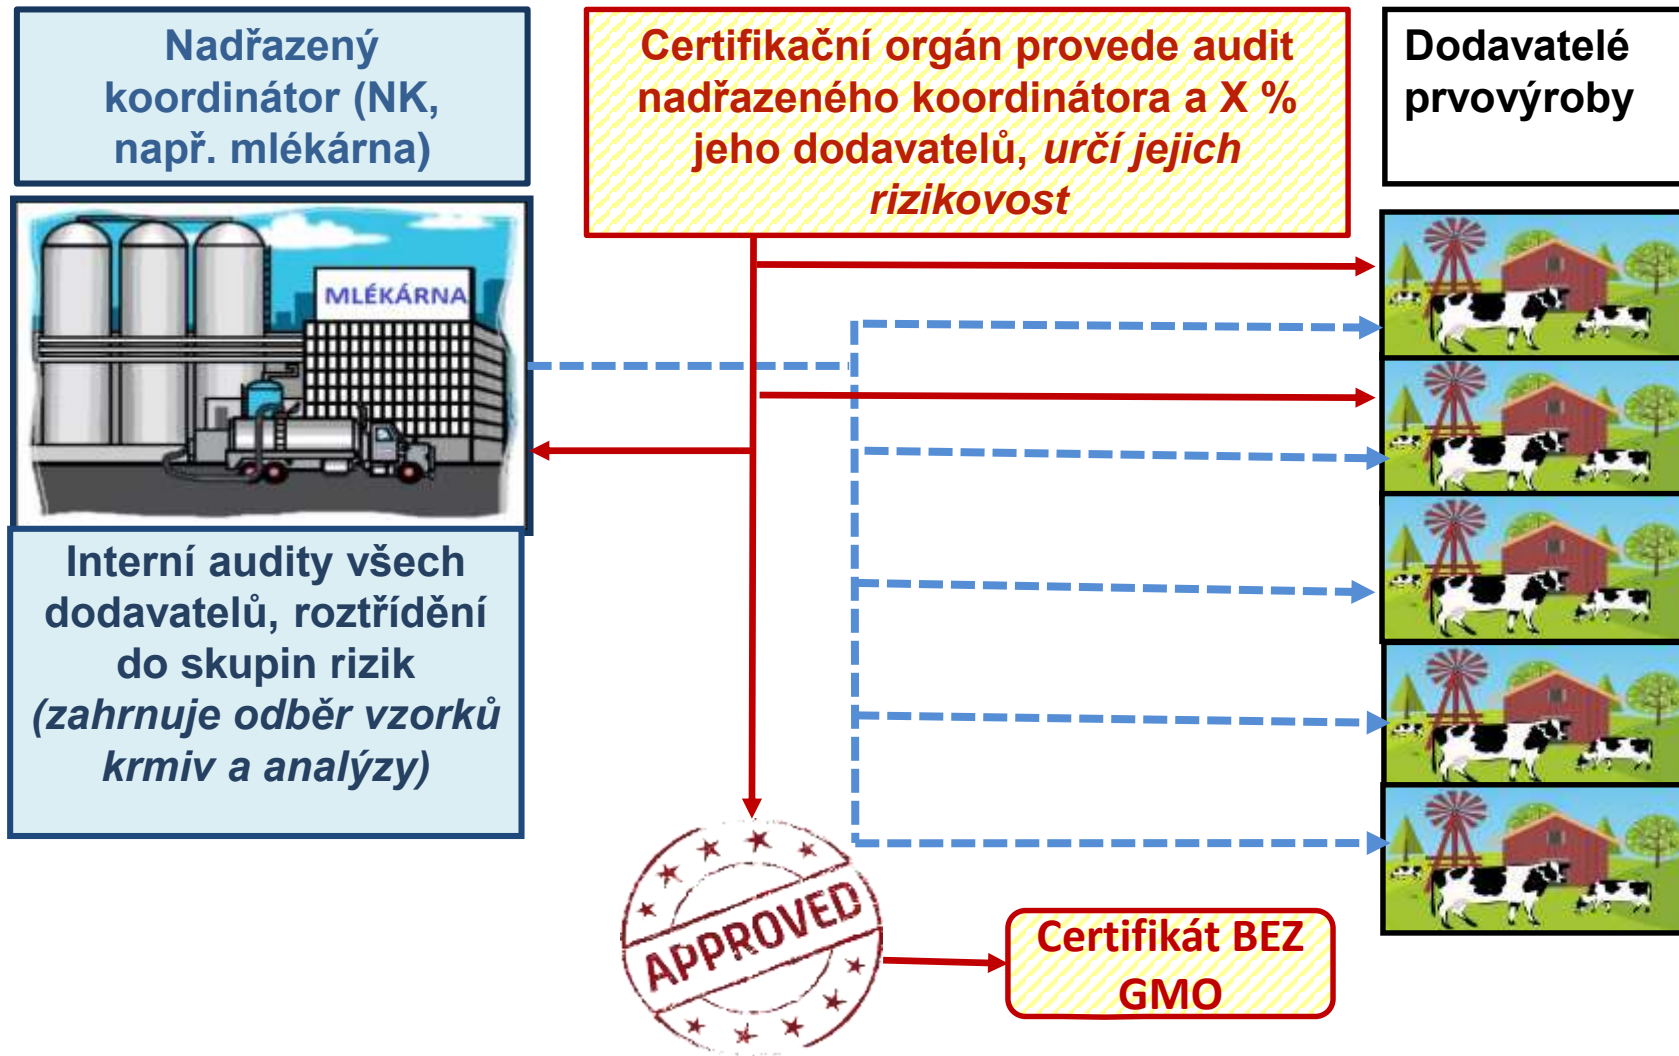 Nadřazený
koordinátor (NK,
např. mlékárna)
Certifikační orgán provede audit
nadřazeného koordinátora a X %
jeho dodavatelů, určí jejich
rizikovost
Dodavatelé
prvovýroby
MLÉKÁRNA
Interní audity všech
dodavatelů, roztřídění
do skupin rizik
(zahrnuje odběr vzorků
krmiv a analýzy)
APPROVED
Certifikát BEZ
GMO